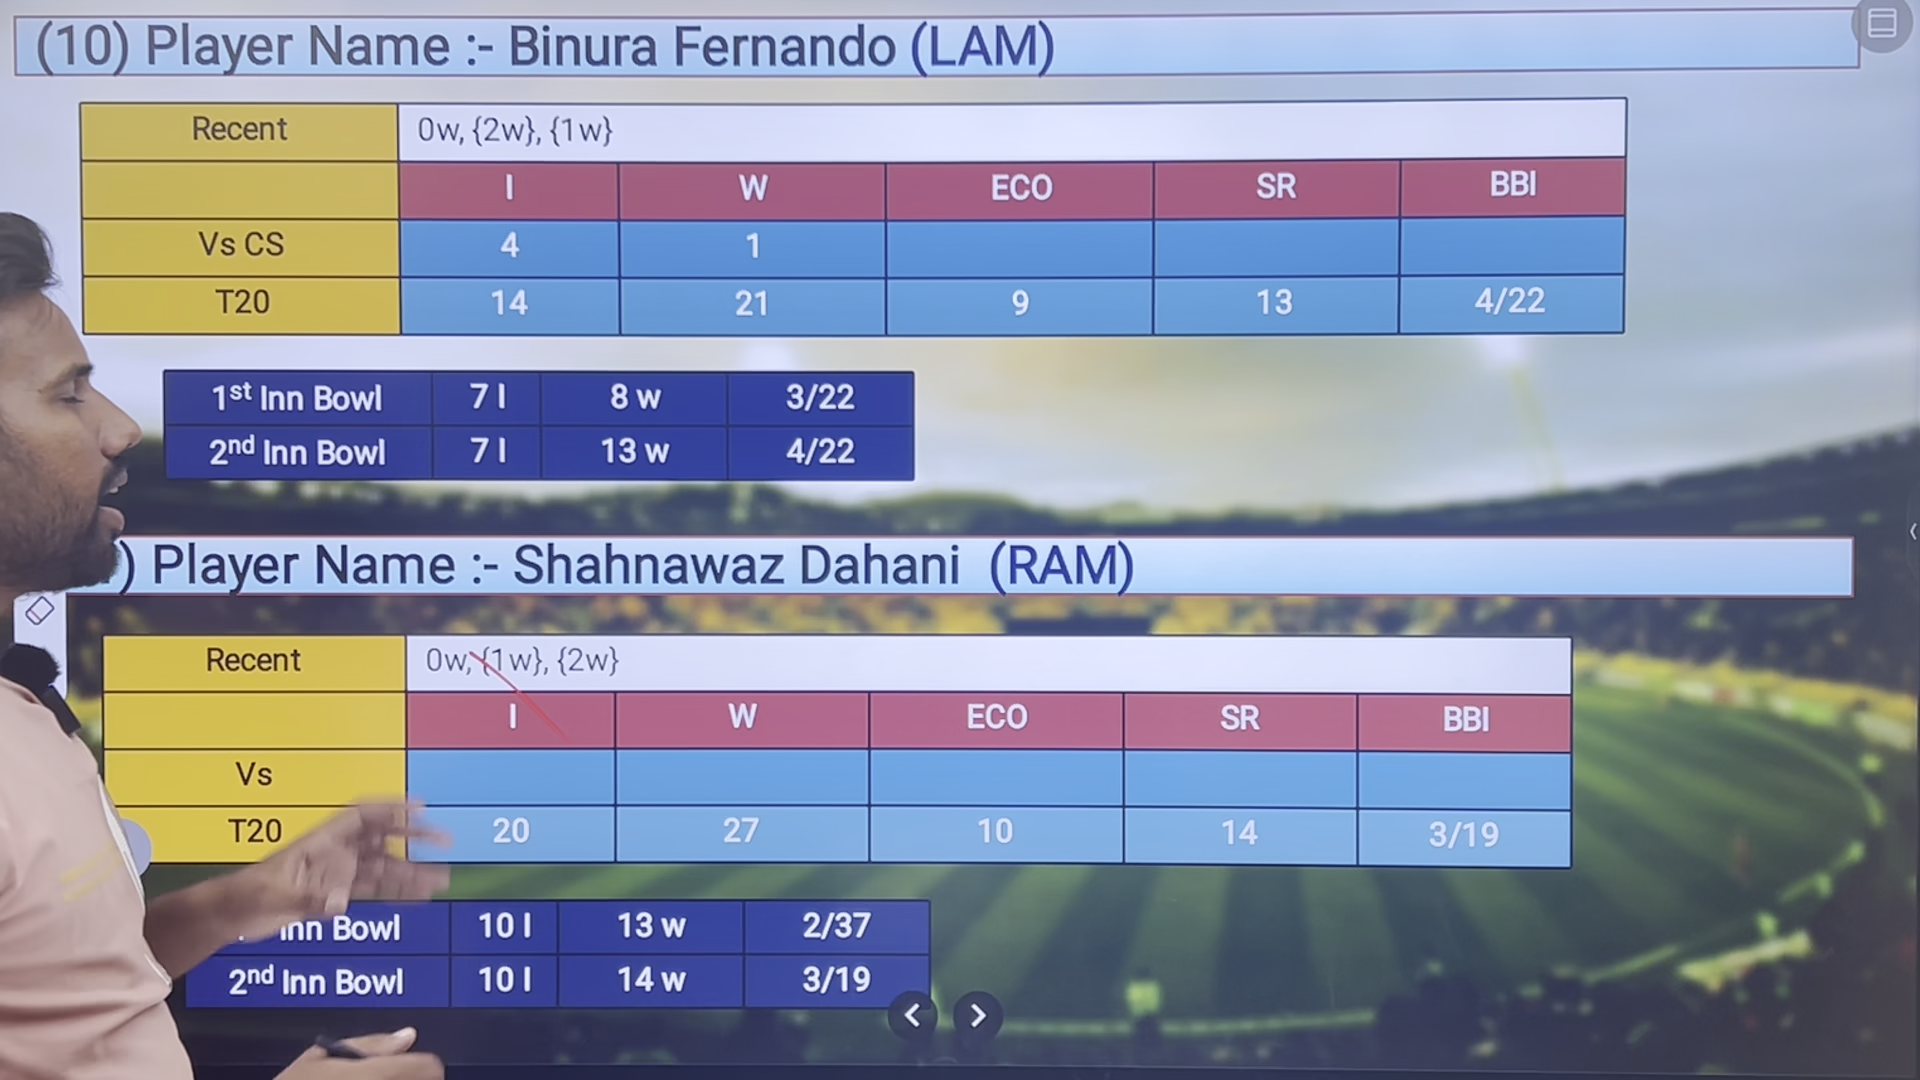 (10) Player Name :- Binura Fernando (LAM)
Recent 0w, {2w}, {1w}
I W ECO SR BBI
Vs CS 4 1
T20 14 21 9 13 4/22
1st Inn Bowl 7 I 8 w 3/22
2nd Inn Bowl 7 I 13 w 4/22
) Player Name :- Shahnawaz Dahani (RAM)
Recent 0w, {1w}, {2w}
I W ECO SR BBI
Vs
T20 20 27 10 14 3/19
Inn Bowl 10 I 13 w 2/37
2nd Inn Bowl 10 I 14 w 3/19